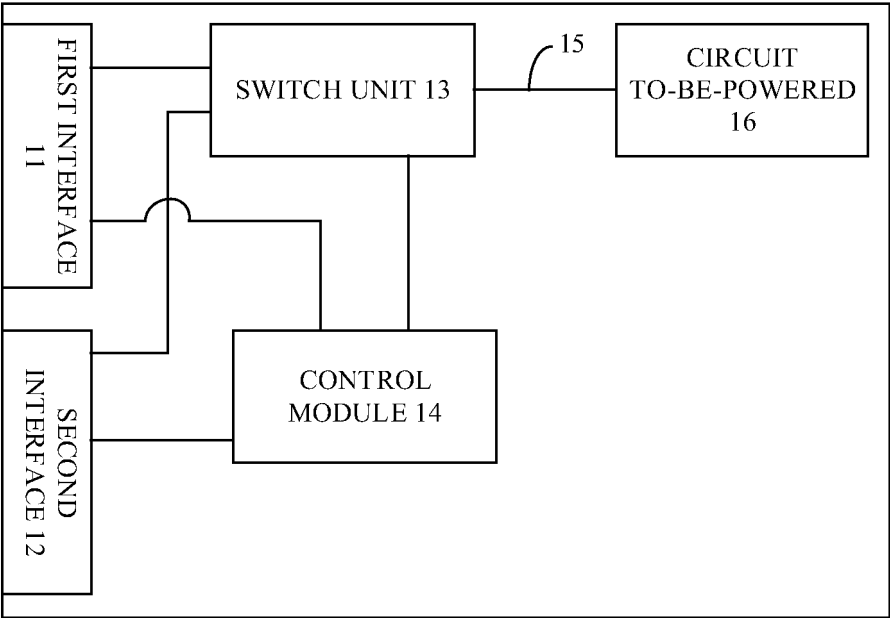 FIRST INTERFACE
11
SWITCH UNIT 13
15
CIRCUIT
TO-BE-POWERED
16
SECOND
INTERFACE 12
CONTROL
MODULE 14